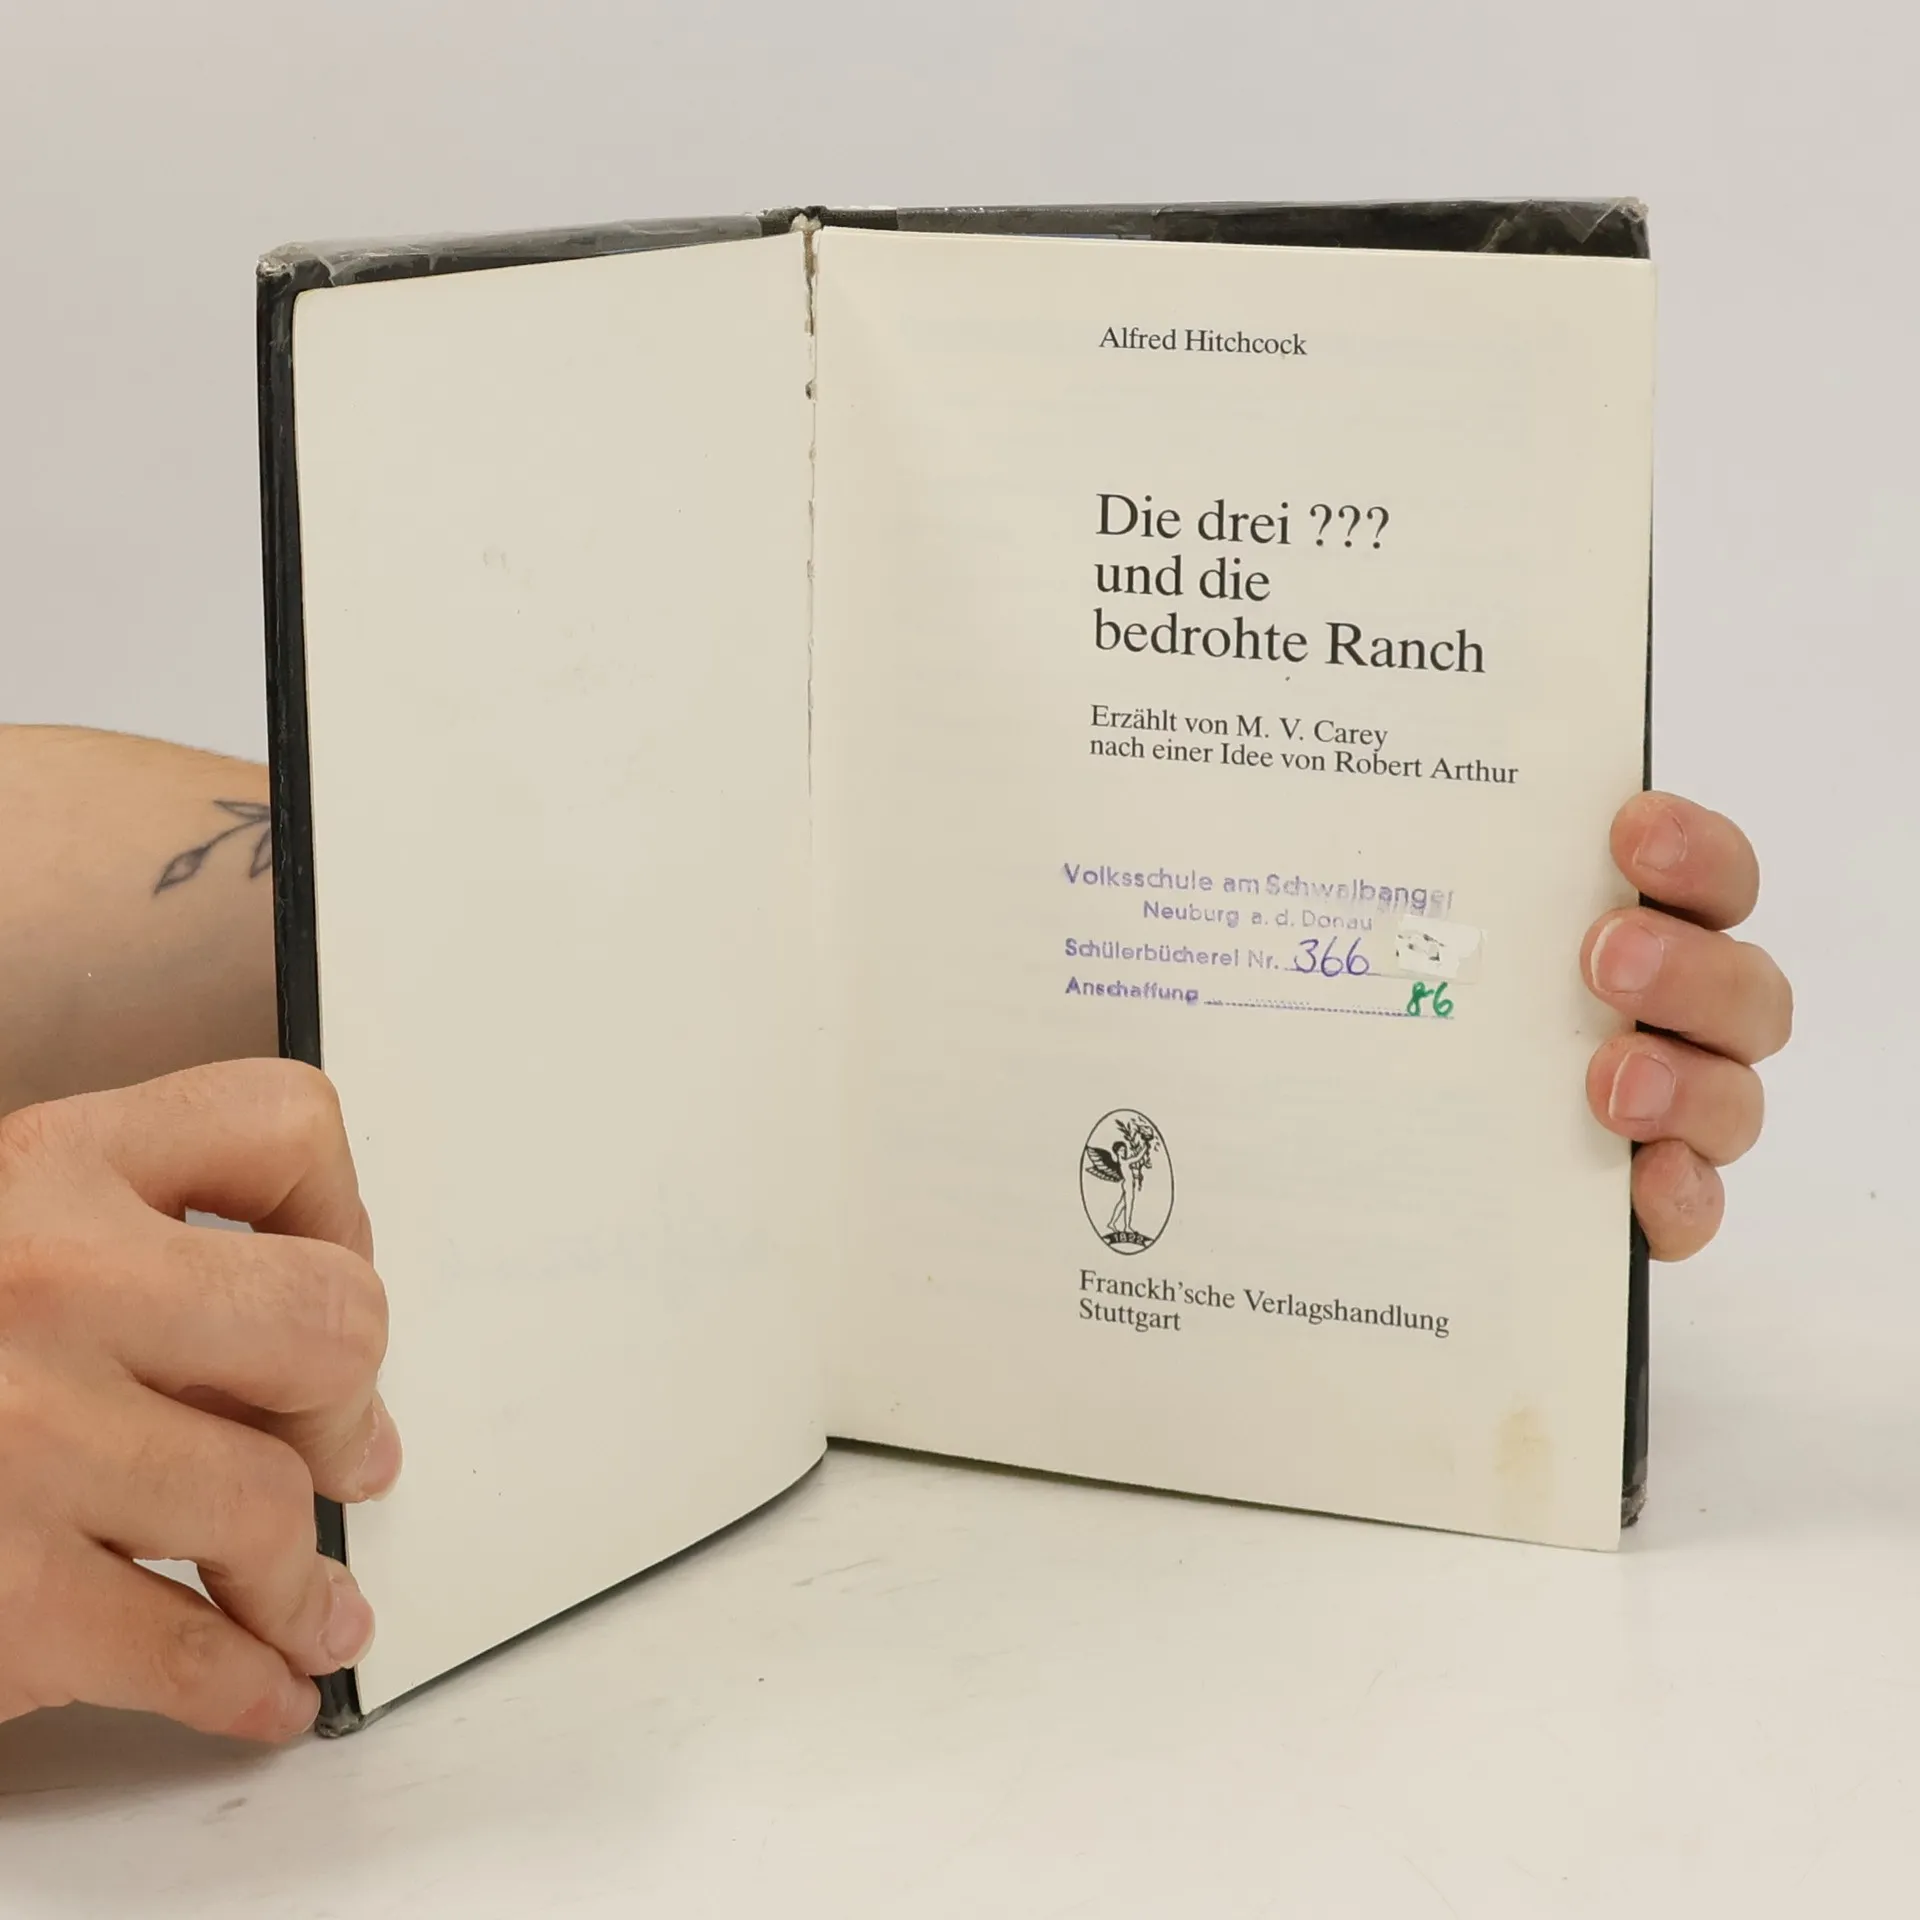 Alfred Hitchcock
Die drei ???
und die
bedrohte Ranch
Erzählt von M. V. Carey
nach einer Idee von Robert Arthur
Volksschule am Schwalbanger
Neuburg a. d. Donau
Schülerbücherei Nr. 366
Anschaffung 86
1822
Franckh'sche Verlagshandlung
Stuttgart